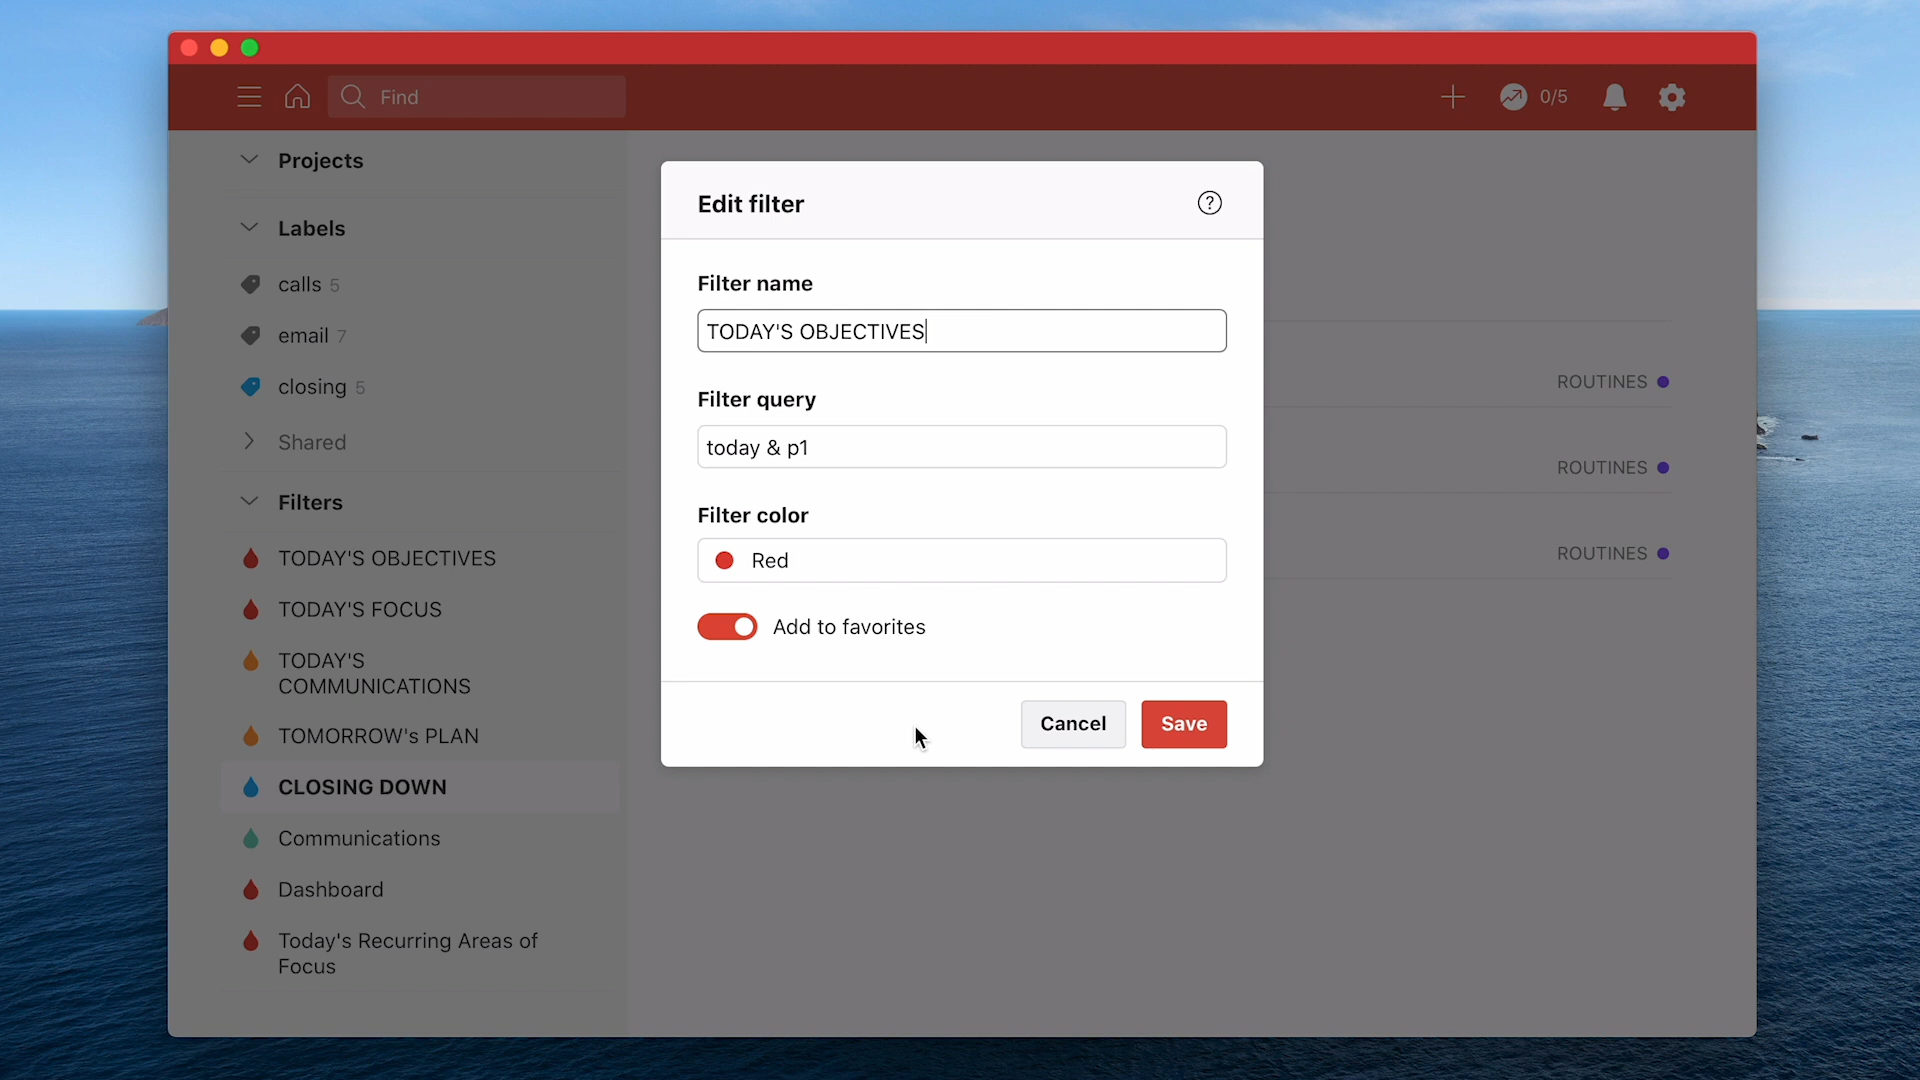 Find
0/5
Projects
Labels
calls 5
email 7
closing 5
Shared
Filters
TODAY'S OBJECTIVES
TODAY'S FOCUS
TODAY'S
COMMUNICATIONS
TOMORROW's PLAN
CLOSING DOWN
Communications
Dashboard
Today's Recurring Areas of
Focus
Edit filter
?
Filter name
TODAY'S OBJECTIVES
Filter query
today & p1
Filter color
Red
Add to favorites
Cancel
Save
ROUTINES
ROUTINES
ROUTINES